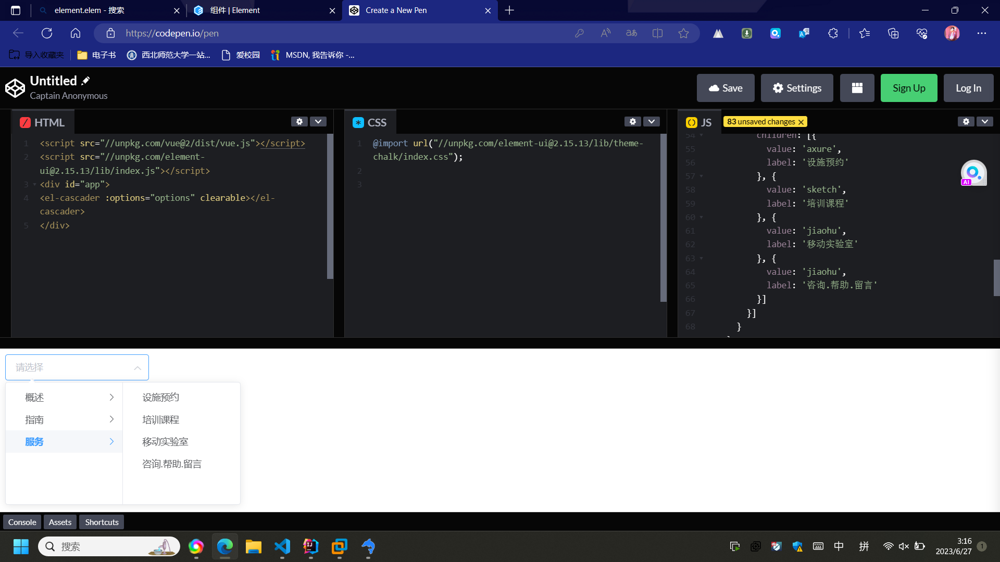 element.elem - 搜索
组件 | Element
Create a New Pen
https://codepen.io/pen
导入收藏夹
电子书
西北师范大学一站...
爱校园
MSDN, 我告诉你 -...
Untitled
Captain Anonymous
Save
Settings
Sign Up
Log In
HTML
1 <script src="//unpkg.com/vue@2/dist/vue.js"></script>
2 <script src="//unpkg.com/element-
ui@2.15.13/lib/index.js"></script>
3 <div id="app">
4 <el-cascader :options="options" clearable></el-
cascader>
5 </div>
CSS
1 @import url("//unpkg.com/element-ui@2.15.13/lib/theme-
chalk/index.css");
2
3
JS
83 unsaved changes
54 children: [{
55 value: 'axure',
56 label: '设施预约'
57 }, {
58 value: 'sketch',
59 label: '培训课程'
60 }, {
61 value: 'jiaohu',
62 label: '移动实验室'
63 }, {
64 value: 'jiaohu',
65 label: '咨询.帮助.留言'
66 }]
67 }]
68 }
AI
请选择
概述
指南
服务
设施预约
培训课程
移动实验室
咨询.帮助.留言
Console
Assets
Shortcuts
搜索
中
拼
3:16
2023/6/27
1